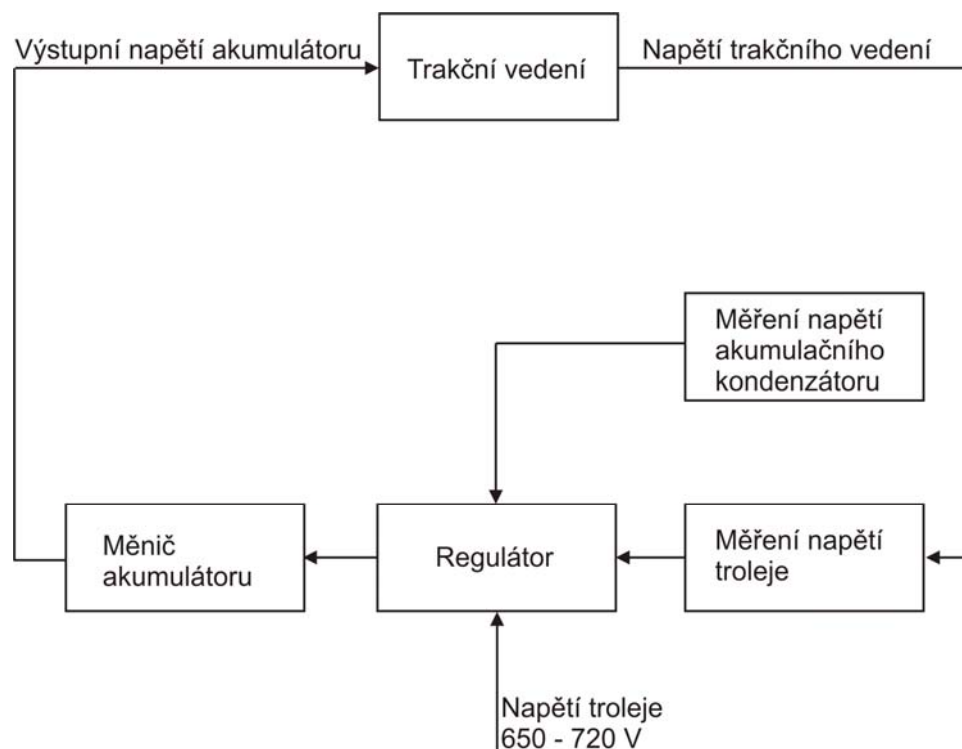 Výstupní napětí akumulátoru
Trakční vedení
Napětí trakčního vedení
Měření napětí
akumulačního
kondenzátoru
Měnič
akumulátoru
Regulátor
Měření napětí
troleje
Napětí troleje
650 - 720 V